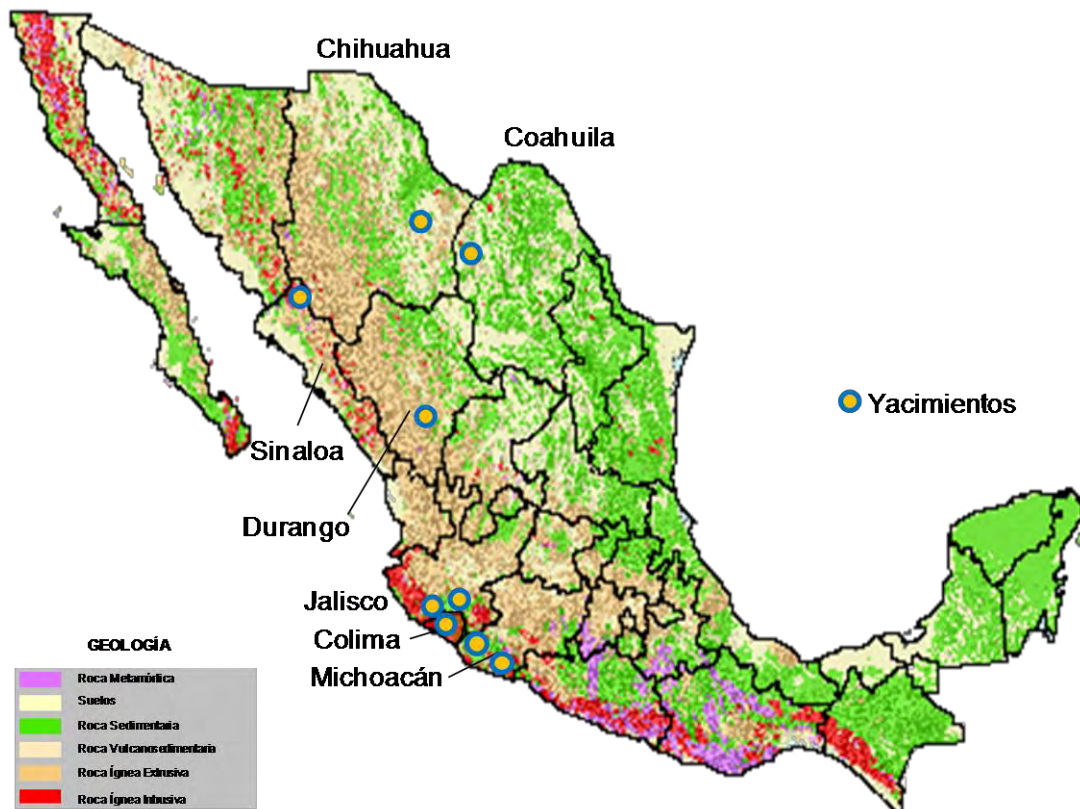 Chihuahua
Coahuila
Yacimientos
Sinaloa
Durango
Jalisco
Colima
Michoacán
GEOLOGÍA
Roca Metamórfica
Suelos
Roca Sedimentaria
Roca Vulcanosedimentaria
Roca Ígnea Extrusiva
Roca Ígnea Intrusiva